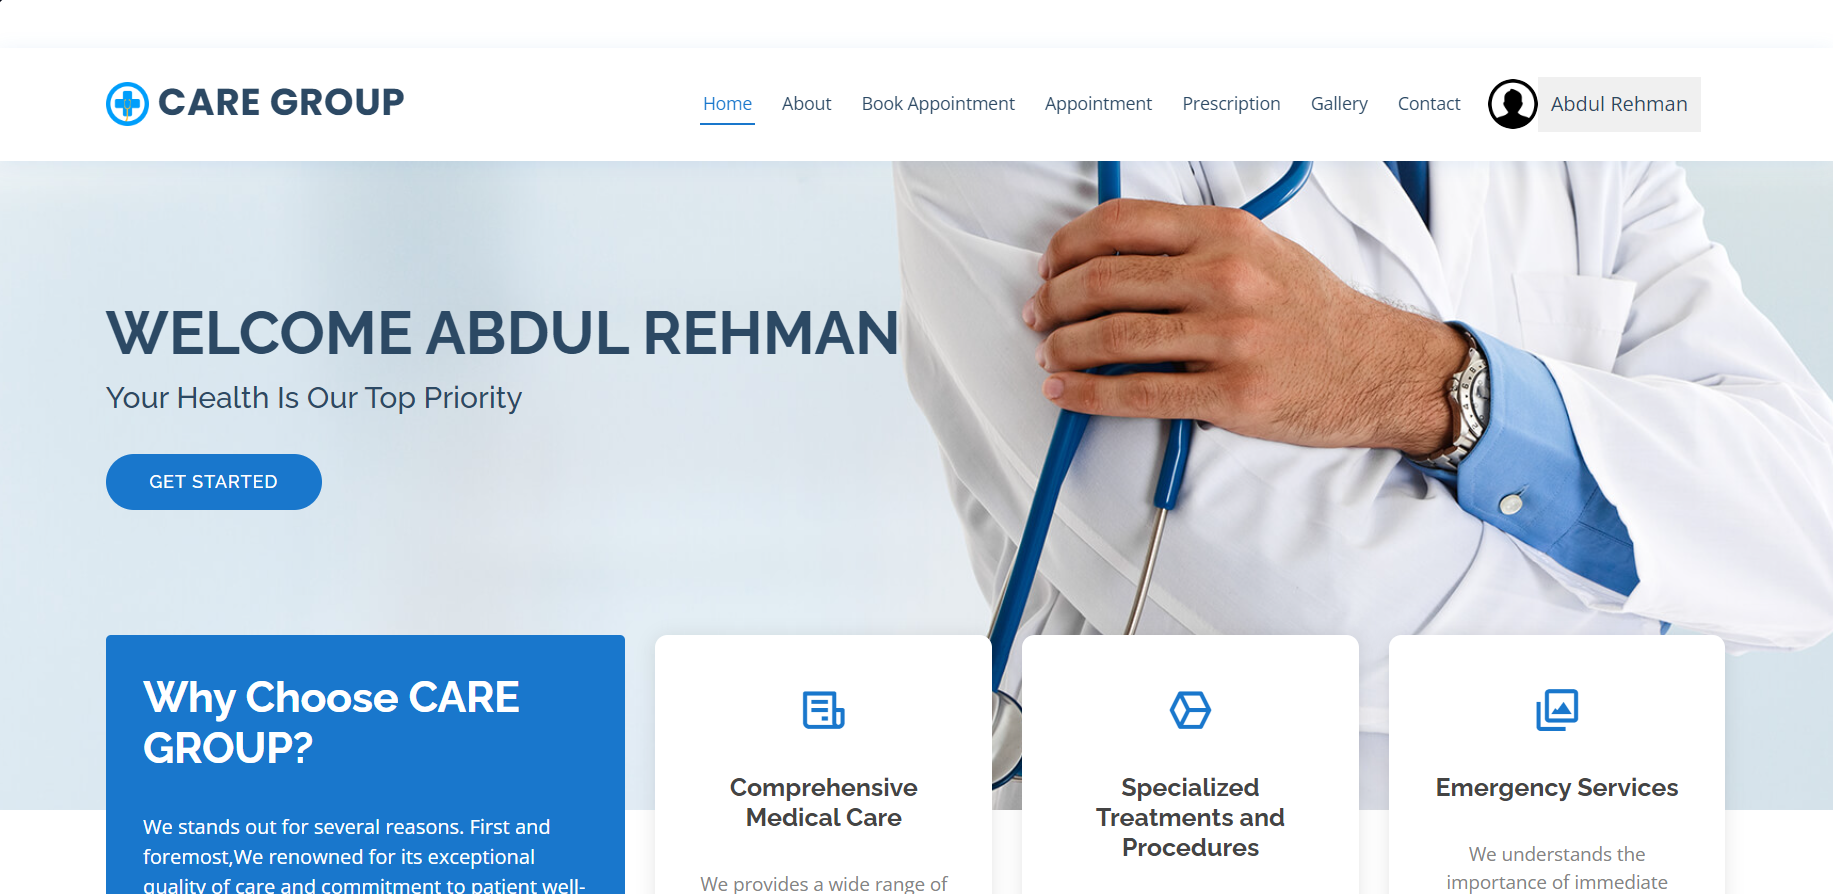 CARE GROUP
Home About Book Appointment Appointment Prescription Gallery Contact Abdul Rehman
WELCOME ABDUL REHMAN
Your Health Is Our Top Priority
GET STARTED
Why Choose CARE
GROUP?
We stands out for several reasons. First and
foremost,We renowned for its exceptional
quality of care and commitment to patient well-
Comprehensive
Medical Care
We provides a wide range of
Specialized
Treatments and
Procedures
Emergency Services
We understands the
importance of immediate